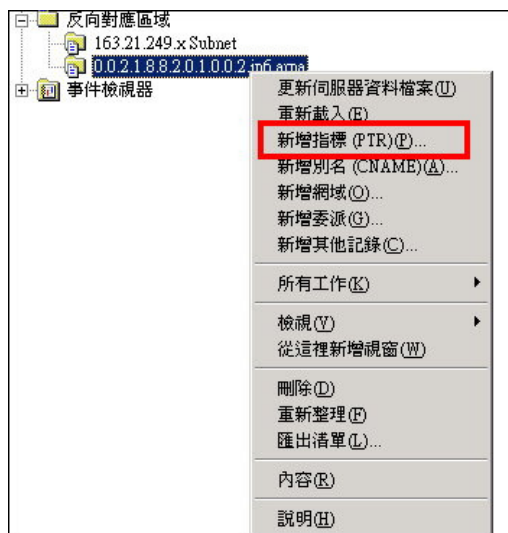 反向對應區域
163.21.249.x Subnet
0.0.2.1.8.8.2.0.1.0.0.2.ip6.arpa
事件檢視器
更新伺服器資料檔案(U)
重新載入(E)
新增指標 (PTR)(P)...
新增別名 (CNAME)(A)...
新增網域(O)...
新增委派(G)...
新增其他記錄(C)...
所有工作(K)
檢視(V)
從這裡新增視窗(W)
刪除(D)
重新整理(F)
匯出清單(L)...
內容(R)
說明(H)